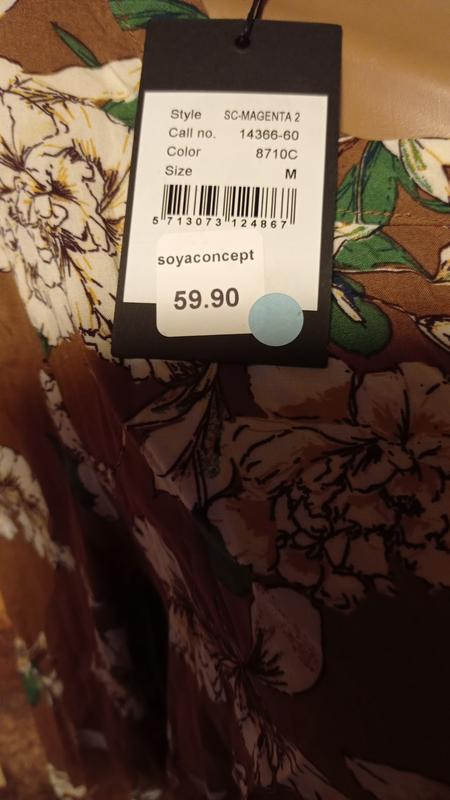 Style SC-MAGENTA 2
Call no. 14366-60
Color 8710C
Size M
5 713073 124867
soyaconcept
59.90